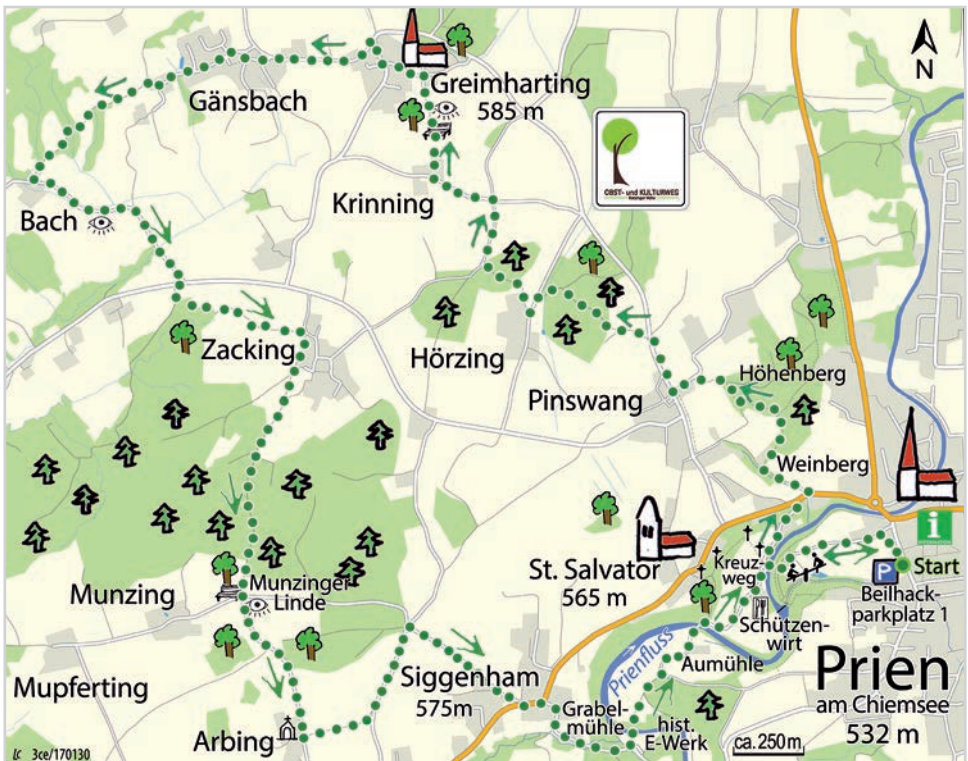 Greimharting
585 m
N
Gänsbach
OBST- und KULTURWEG
Krinning
Bach
Zacking
Hörzing
Pinswang
Höhenberg
Weinberg
St. Salvator
565 m
Kreuz-
weg
i
Start
P
Beilhack-
parkplatz 1
Munzing
Munzinger
Linde
Schützen-
wirt
Prienfluss
Aumühle
Prien
am Chiemsee
532 m
Mupferting
Siggenham
575m
Grabel-
mühle
hist.
E-Werk
Arbing
ca.250m
lc 3ce/170130